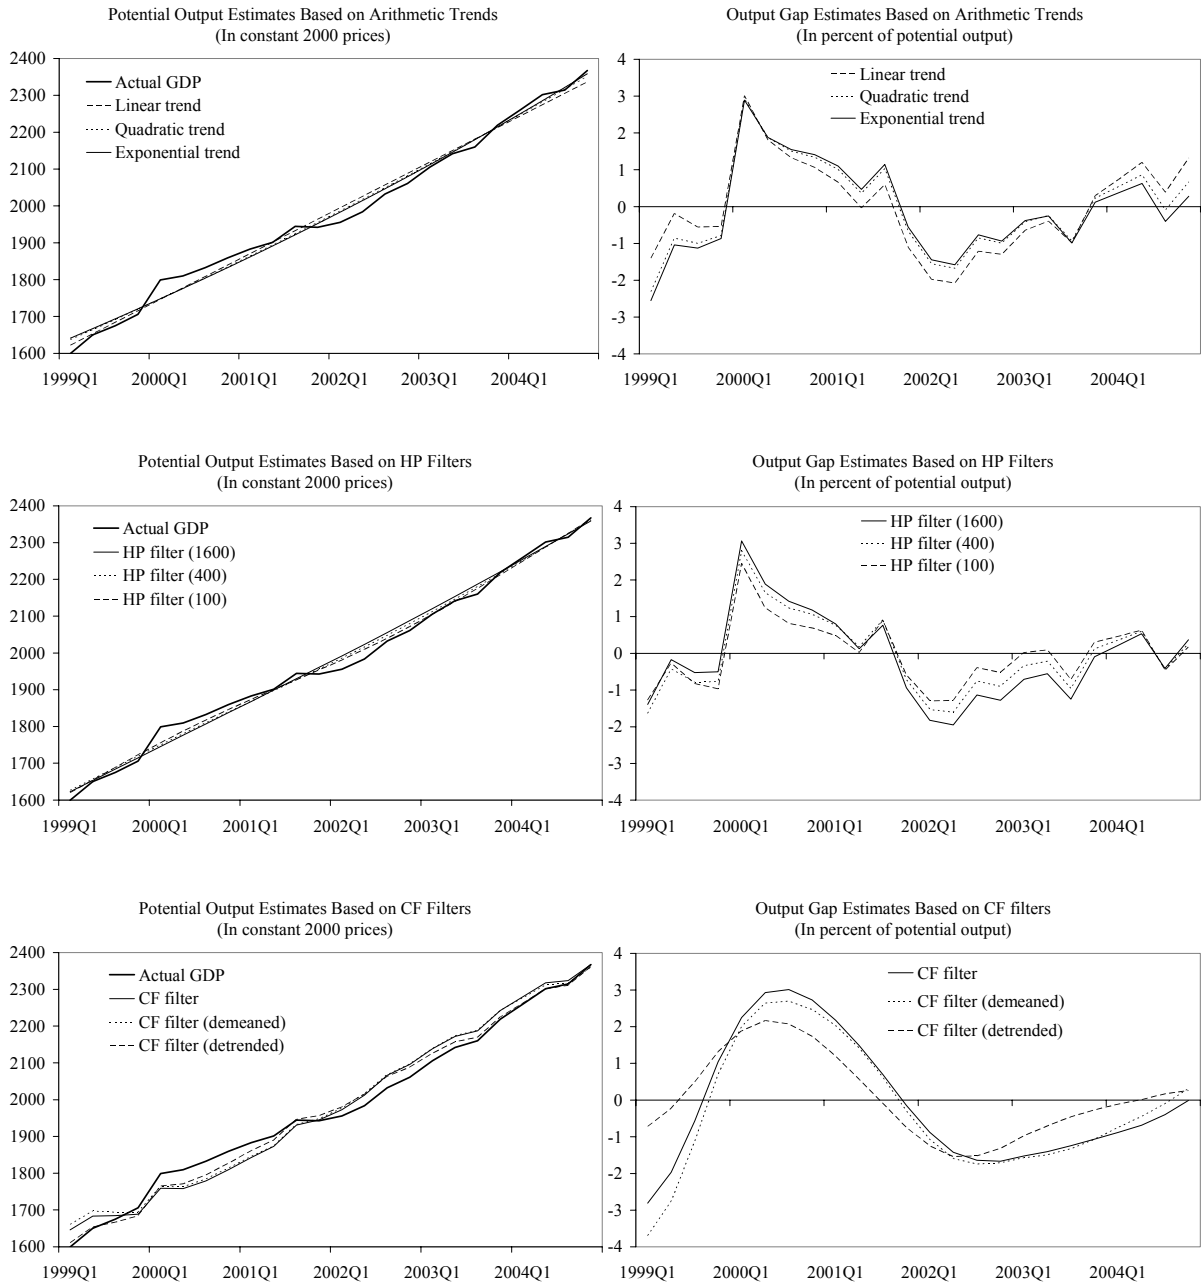 Potential Output Estimates Based on Arithmetic Trends
(In constant 2000 prices)
2400
2300
2200
2100
2000
1900
1800
1700
1600
Actual GDP
Linear trend
Quadratic trend
Exponential trend
1999Q1 2000Q1 2001Q1 2002Q1 2003Q1 2004Q1
Output Gap Estimates Based on Arithmetic Trends
(In percent of potential output)
4
3
2
1
0
-1
-2
-3
-4
Linear trend
Quadratic trend
Exponential trend
1999Q1 2000Q1 2001Q1 2002Q1 2003Q1 2004Q1
Potential Output Estimates Based on HP Filters
(In constant 2000 prices)
2400
2300
2200
2100
2000
1900
1800
1700
1600
Actual GDP
HP filter (1600)
HP filter (400)
HP filter (100)
1999Q1 2000Q1 2001Q1 2002Q1 2003Q1 2004Q1
Output Gap Estimates Based on HP Filters
(In percent of potential output)
4
3
2
1
0
-1
-2
-3
-4
HP filter (1600)
HP filter (400)
HP filter (100)
1999Q1 2000Q1 2001Q1 2002Q1 2003Q1 2004Q1
Potential Output Estimates Based on CF Filters
(In constant 2000 prices)
2400
2300
2200
2100
2000
1900
1800
1700
1600
Actual GDP
CF filter
CF filter (demeaned)
CF filter (detrended)
1999Q1 2000Q1 2001Q1 2002Q1 2003Q1 2004Q1
Output Gap Estimates Based on CF filters
(In percent of potential output)
4
3
2
1
0
-1
-2
-3
-4
CF filter
CF filter (demeaned)
CF filter (detrended)
1999Q1 2000Q1 2001Q1 2002Q1 2003Q1 2004Q1